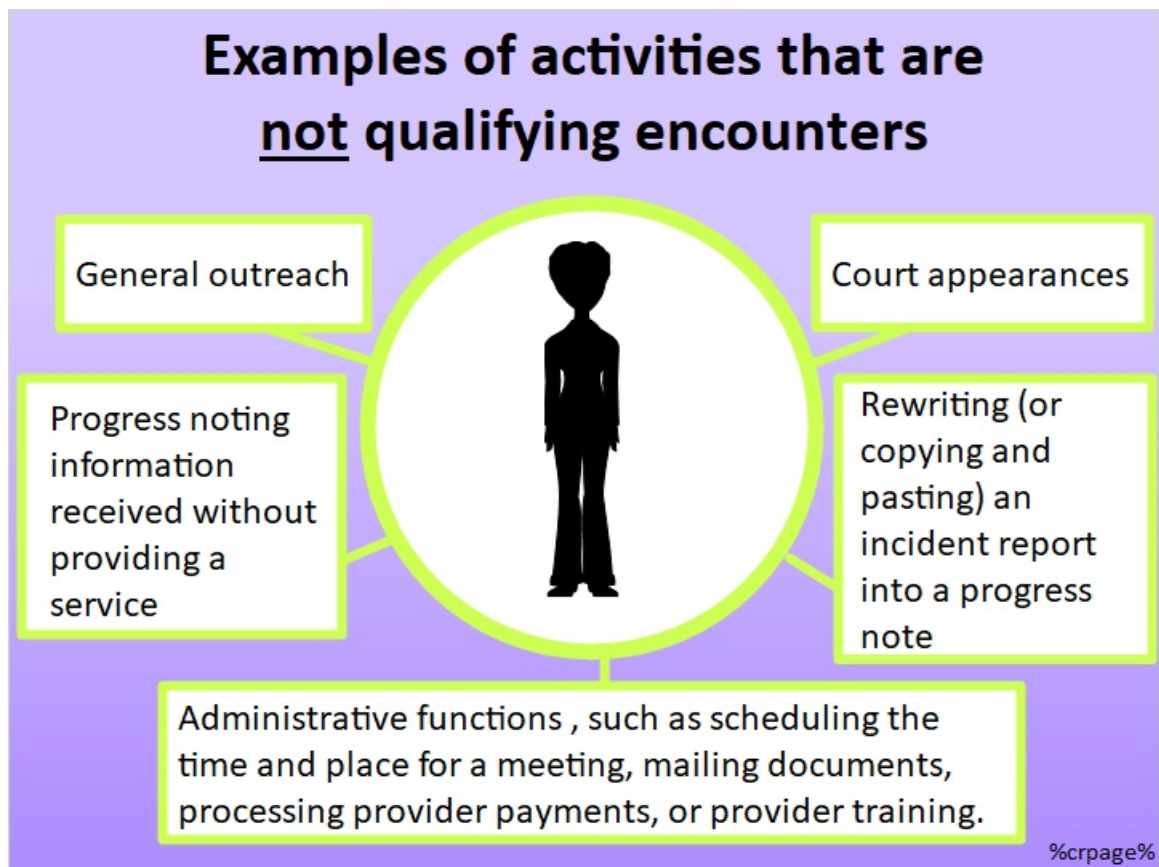 Examples of activities that are
not qualifying encounters
General outreach
Court appearances
Progress noting
information
received without
providing a
service
Rewriting (or
copying and
pasting) an
incident report
into a progress
note
Administrative functions , such as scheduling the
time and place for a meeting, mailing documents,
processing provider payments, or provider training.
%crpage%